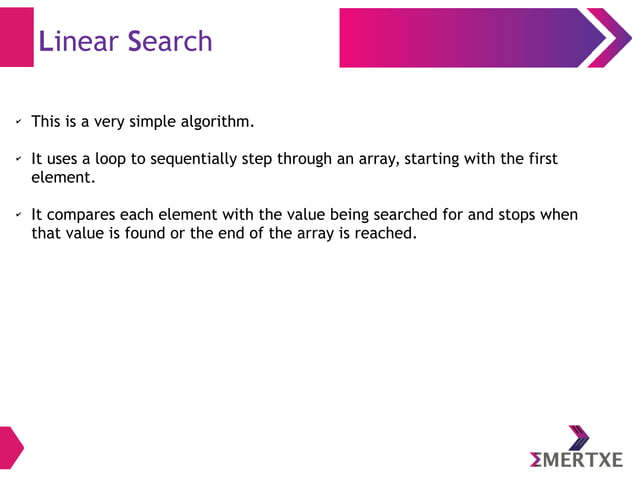 Linear Search
✔ This is a very simple algorithm.
✔ It uses a loop to sequentially step through an array, starting with the first
element.
✔ It compares each element with the value being searched for and stops when
that value is found or the end of the array is reached.
EMERTXE